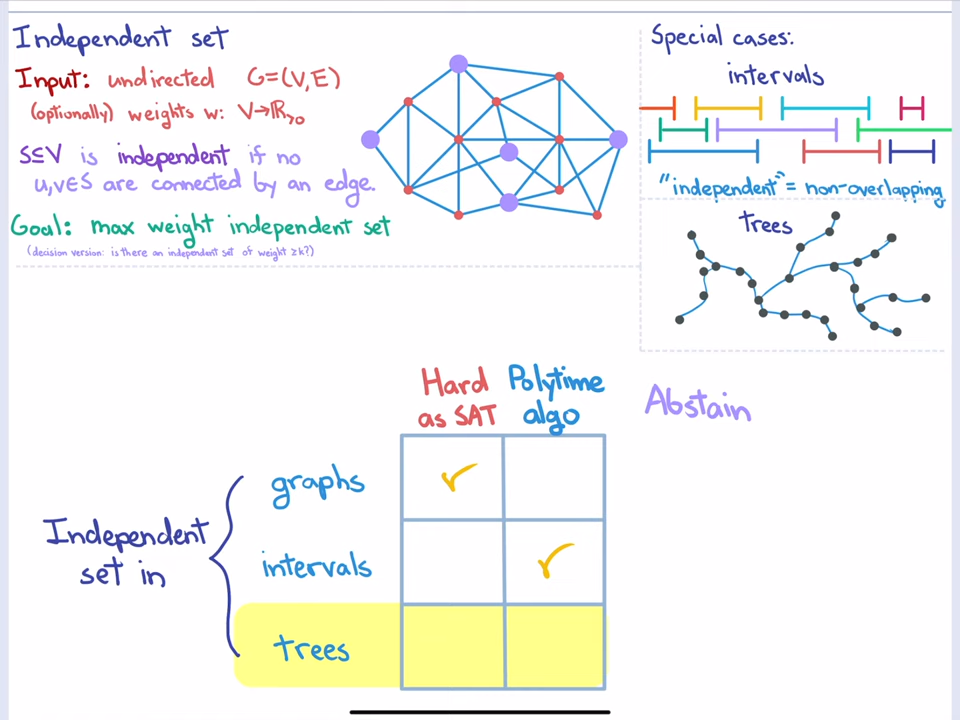 Independent set
Input: undirected G=(V,E)
(optionally) weights w: V→ℝ>0
S⊆V is independent if no
u,v∈S are connected by an edge.
Goal: max weight independent set
(decision version: is there an independent set of weight ≥k?)
Special cases:
intervals
"independent" = non-overlapping
trees
Hard as SAT
Polytime algo
Abstain
Independent set in
graphs
intervals
trees